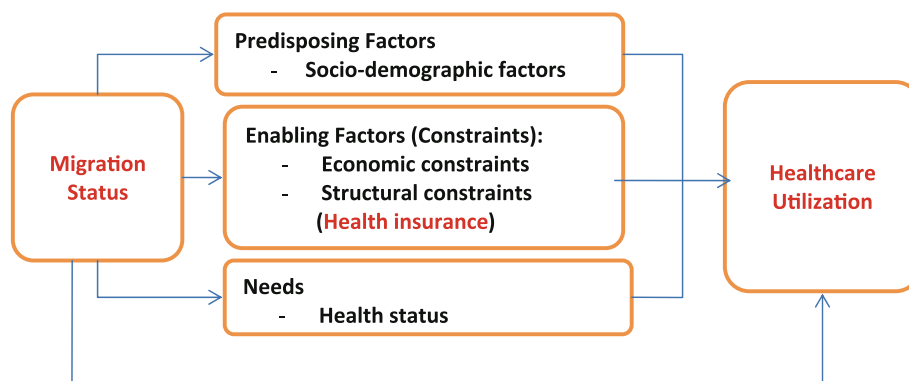 Migration
Status
Predisposing Factors
- Socio-demographic factors
Enabling Factors (Constraints):
- Economic constraints
- Structural constraints
(Health insurance)
Needs
- Health status
Healthcare
Utilization